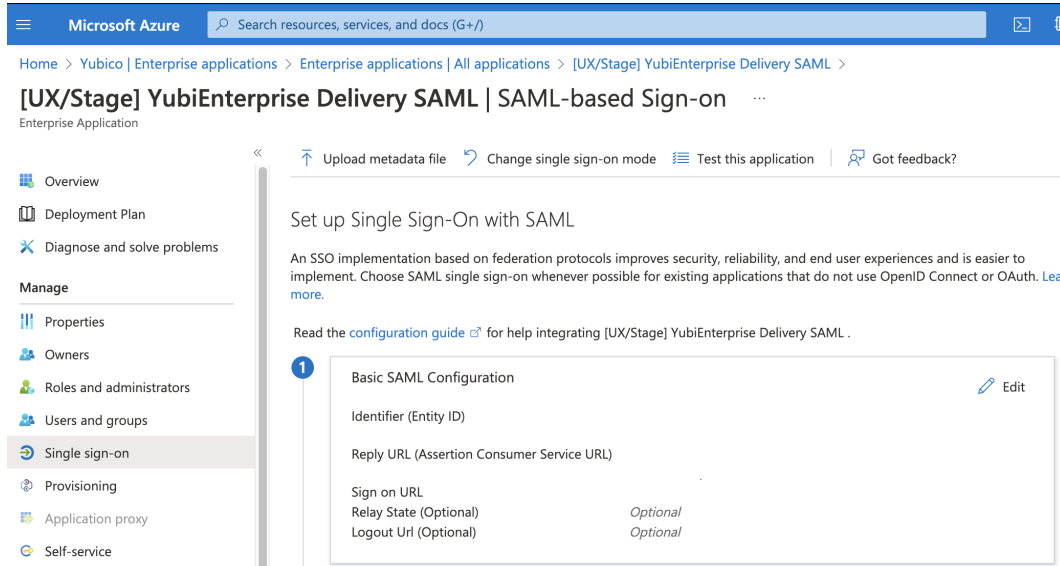 Microsoft Azure
Search resources, services, and docs (G+/)
Home > Yubico | Enterprise applications > Enterprise applications | All applications > [UX/Stage] YubiEnterprise Delivery SAML >
[UX/Stage] YubiEnterprise Delivery SAML | SAML-based Sign-on ...
Enterprise Application
«
Upload metadata file
Change single sign-on mode
Test this application
Got feedback?
Overview
Deployment Plan
Diagnose and solve problems
Manage
Properties
Owners
Roles and administrators
Users and groups
Single sign-on
Provisioning
Application proxy
Self-service
Set up Single Sign-On with SAML
An SSO implementation based on federation protocols improves security, reliability, and end user experiences and is easier to
implement. Choose SAML single sign-on whenever possible for existing applications that do not use OpenID Connect or OAuth. Lea
more.
Read the configuration guide for help integrating [UX/Stage] YubiEnterprise Delivery SAML .
1
Basic SAML Configuration
Edit
Identifier (Entity ID)
Reply URL (Assertion Consumer Service URL)
Sign on URL
Relay State (Optional) Optional
Logout Url (Optional) Optional